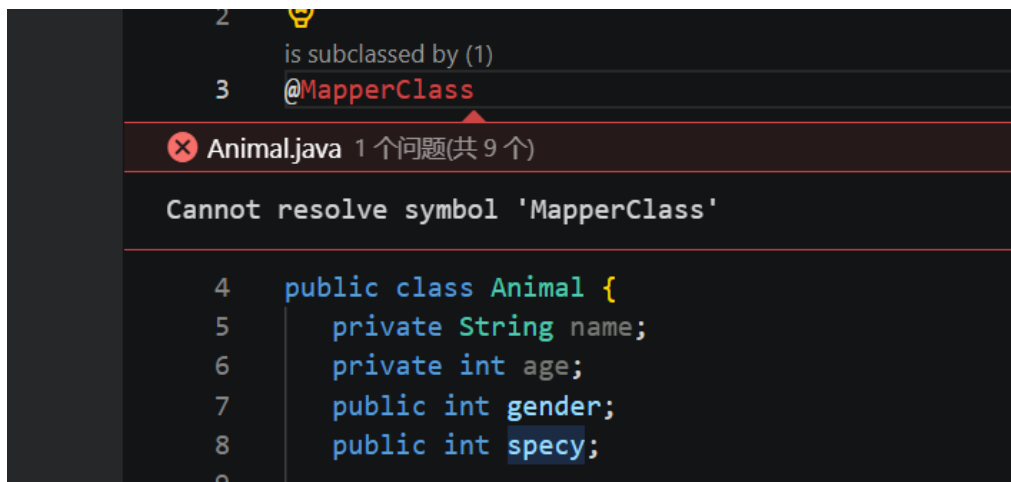 2
is subclassed by (1)
3 @MapperClass
Animal.java 1 个问题(共 9 个)
Cannot resolve symbol 'MapperClass'
4 public class Animal {
5 private String name;
6 private int age;
7 public int gender;
8 public int specy;
9